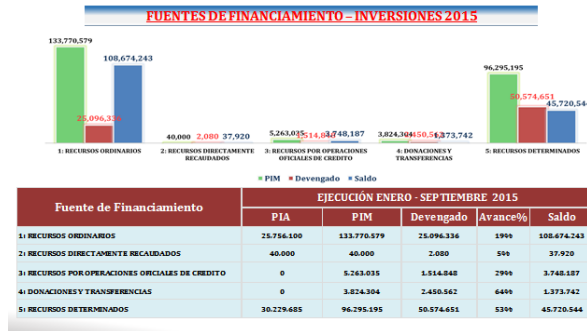 FUENTES DE FINANCIAMIENTO – INVERSIONES 2015
133,770,579
108,674,243
96,295,195
25,096,336
50,574,651
45,720,544
40,000 2,080 37,920
5,263,035 1,514,848 3,748,187
3,824,304 2,450,562 1,373,742
1: RECURSOS ORDINARIOS
2: RECURSOS DIRECTAMENTE RECAUDADOS
3: RECURSOS POR OPERACIONES OFICIALES DE CREDITO
4: DONACIONES Y TRANSFERENCIAS
5: RECURSOS DETERMINADOS
PIM Devengado Saldo
Fuente de Financiamiento EJECUCIÓN ENERO - SEPTIEMBRE 2015
PIA PIM Devengado Avance% Saldo
1: RECURSOS ORDINARIOS 25.756.100 133.770.579 25.096.336 19% 108.674.243
2: RECURSOS DIRECTAMENTE RECAUDADOS 40.000 40.000 2.080 5% 37.920
3: RECURSOS POR OPERACIONES OFICIALES DE CREDITO 0 5.263.035 1.514.848 29% 3.748.187
4: DONACIONES Y TRANSFERENCIAS 0 3.824.304 2.450.562 64% 1.373.742
5: RECURSOS DETERMINADOS 30.229.685 96.295.195 50.574.651 53% 45.720.544